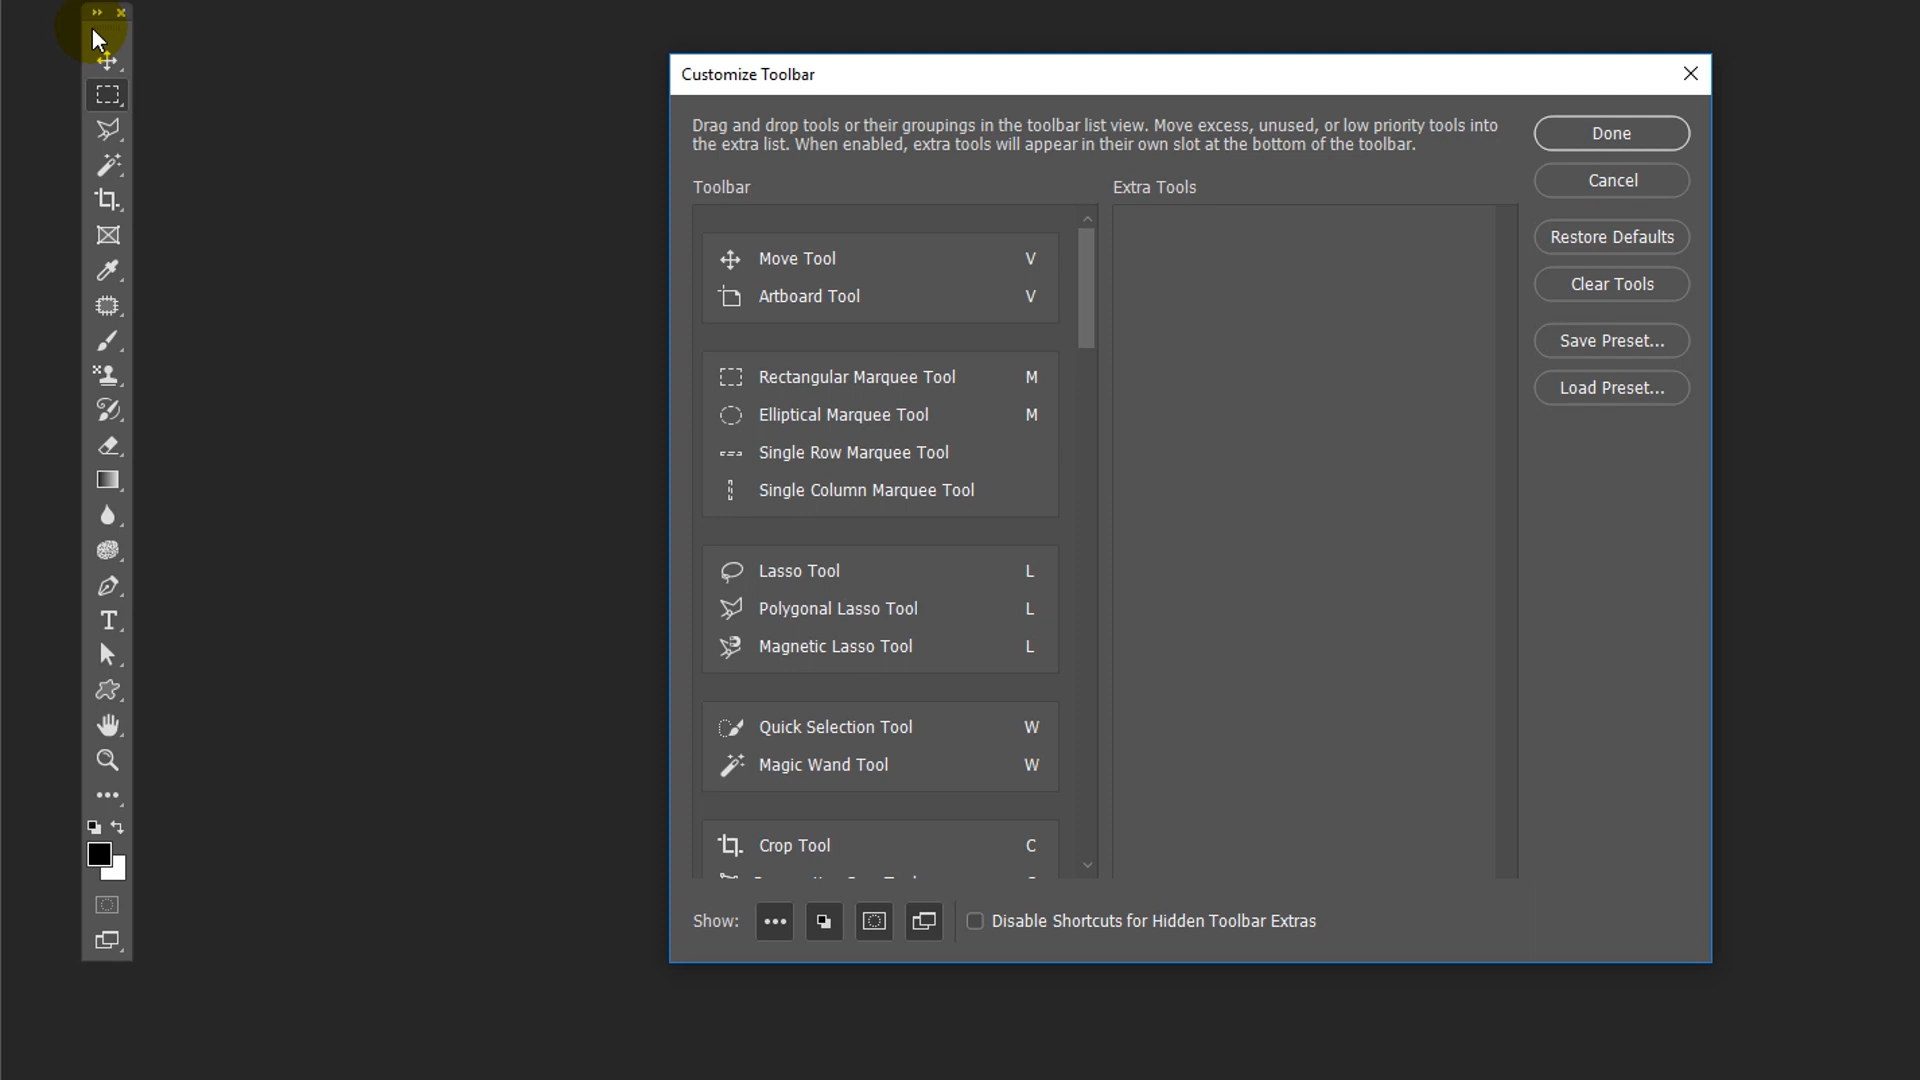 Customize Toolbar
Drag and drop tools or their groupings in the toolbar list view. Move excess, unused, or low priority tools into
the extra list. When enabled, extra tools will appear in their own slot at the bottom of the toolbar.
Toolbar
Extra Tools
Move Tool V
Artboard Tool V
Rectangular Marquee Tool M
Elliptical Marquee Tool M
Single Row Marquee Tool
Single Column Marquee Tool
Lasso Tool L
Polygonal Lasso Tool L
Magnetic Lasso Tool L
Quick Selection Tool W
Magic Wand Tool W
Crop Tool C
Done
Cancel
Restore Defaults
Clear Tools
Save Preset...
Load Preset...
Show:
Disable Shortcuts for Hidden Toolbar Extras